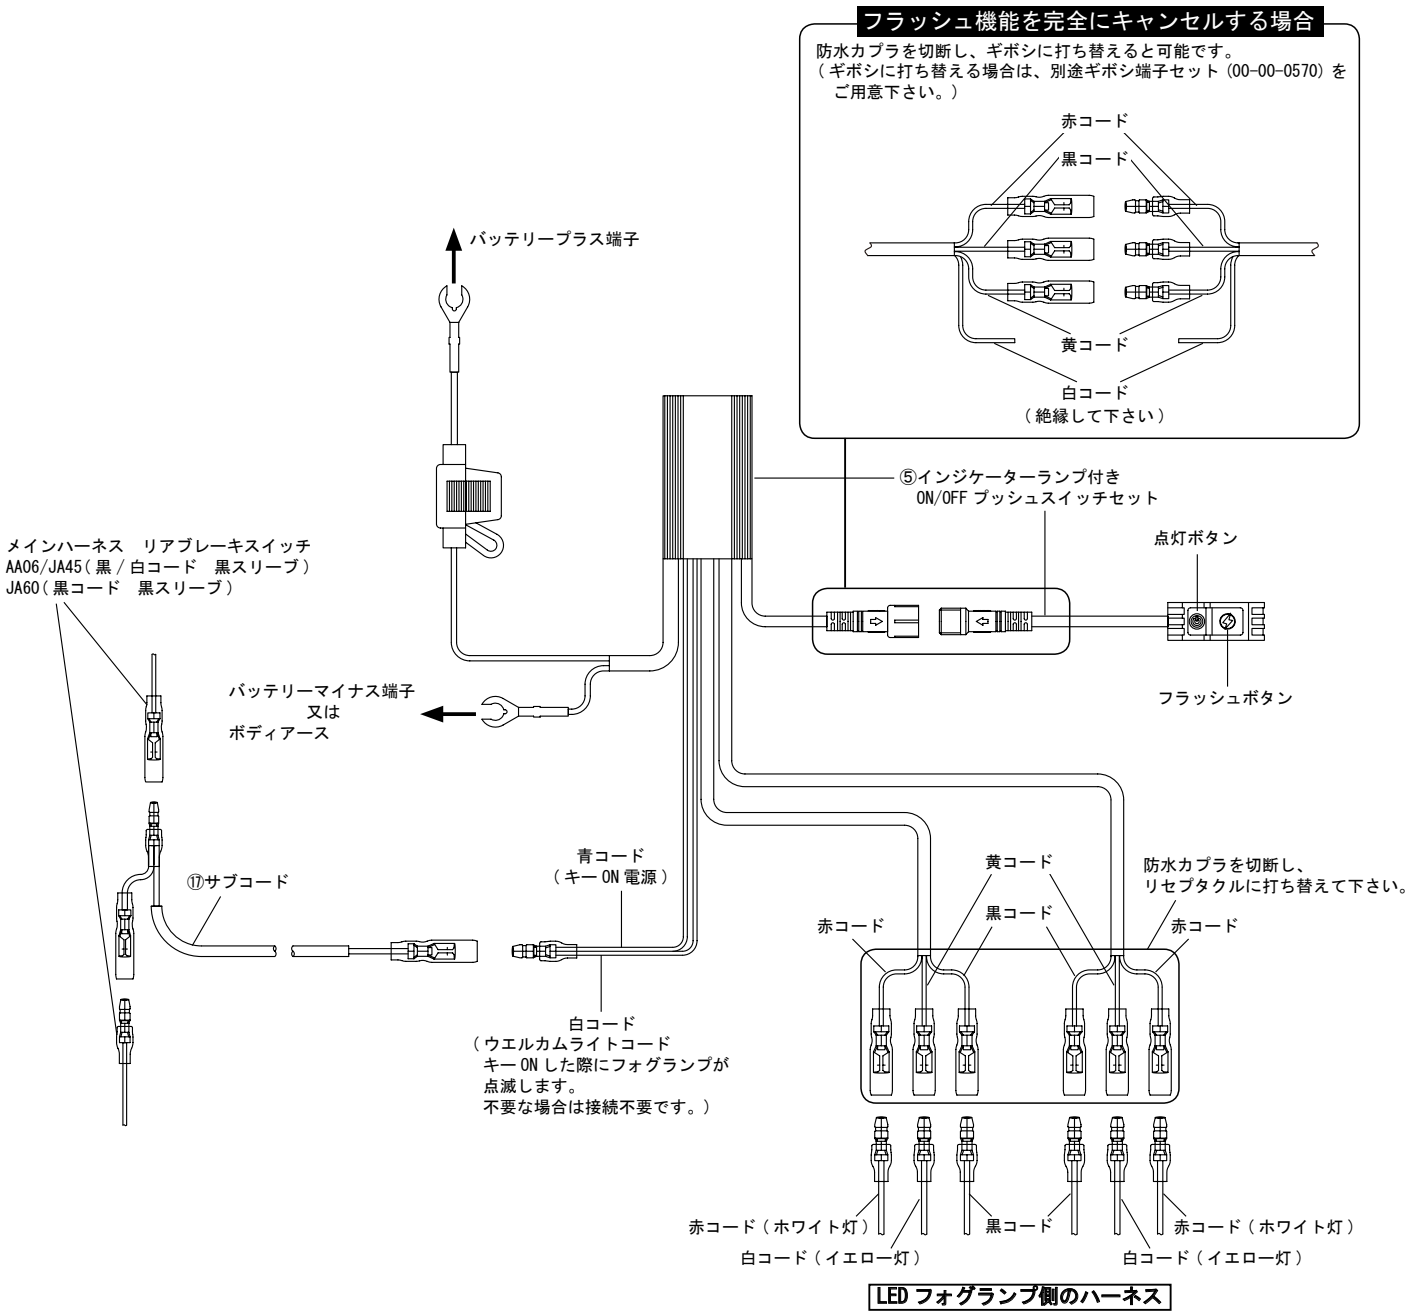 フラッシュ機能を完全にキャンセルする場合
防水カプラを切断し、ギボシに打ち替えると可能です。
(ギボシに打ち替える場合は、別途ギボシ端子セット(00-00-0570)を
ご用意下さい。)
赤コード
黒コード
黄コード
白コード
(絶縁して下さい)
バッテリープラス端子
⑤インジケーターランプ付き
ON/OFF プッシュスイッチセット
点灯ボタン
フラッシュボタン
メインハーネス リアブレーキスイッチ
AA06/JA45(黒/白コード 黒スリーブ)
JA60(黒コード 黒スリーブ)
バッテリーマイナス端子
又は
ボディアース
⑰サブコード
青コード
(キーON電源)
白コード
(ウエルカムライトコード
キーONした際にフォグランプが
点滅します。
不要な場合は接続不要です。)
黄コード
黒コード
赤コード
防水カプラを切断し、
リセプタクルに打ち替えて下さい。
赤コード
赤コード(ホワイト灯)
黒コード
赤コード(ホワイト灯)
白コード(イエロー灯)
白コード(イエロー灯)
LED フォグランプ側のハーネス